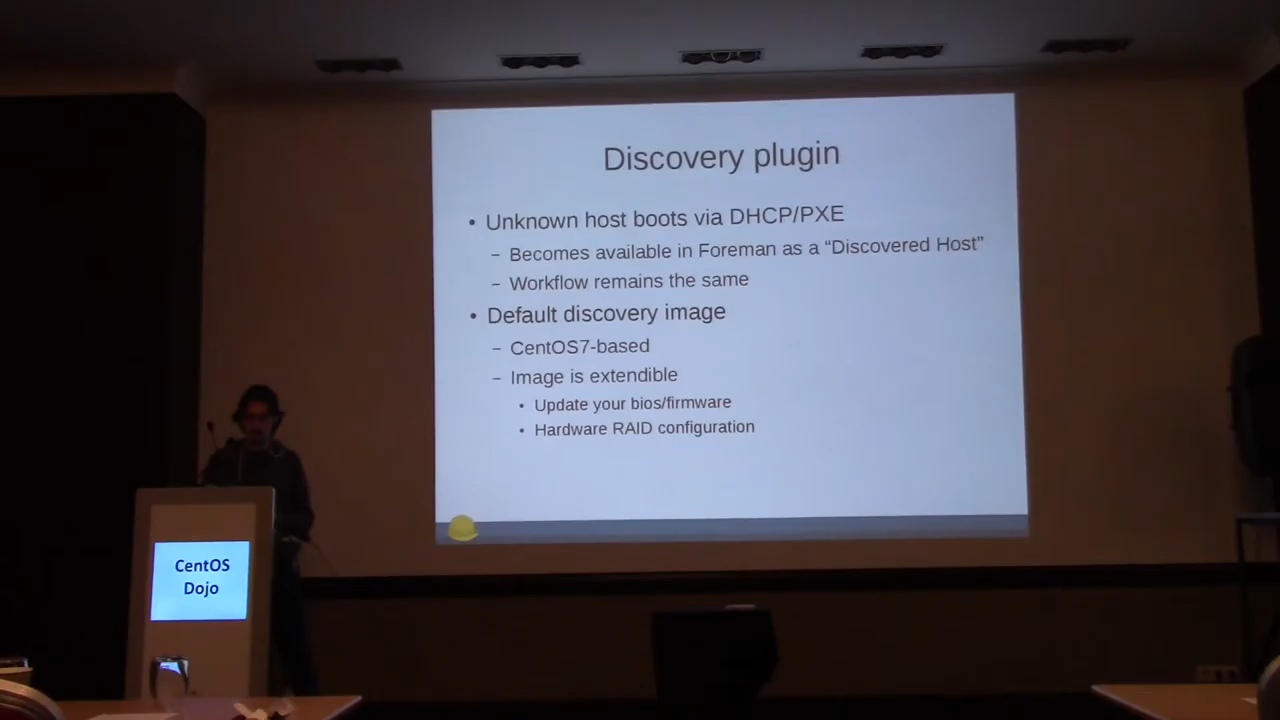 Discovery plugin
• Unknown host boots via DHCP/PXE
– Becomes available in Foreman as a “Discovered Host”
– Workflow remains the same
• Default discovery image
– CentOS7-based
– Image is extendible
• Update your bios/firmware
• Hardware RAID configuration
CentOS
Dojo